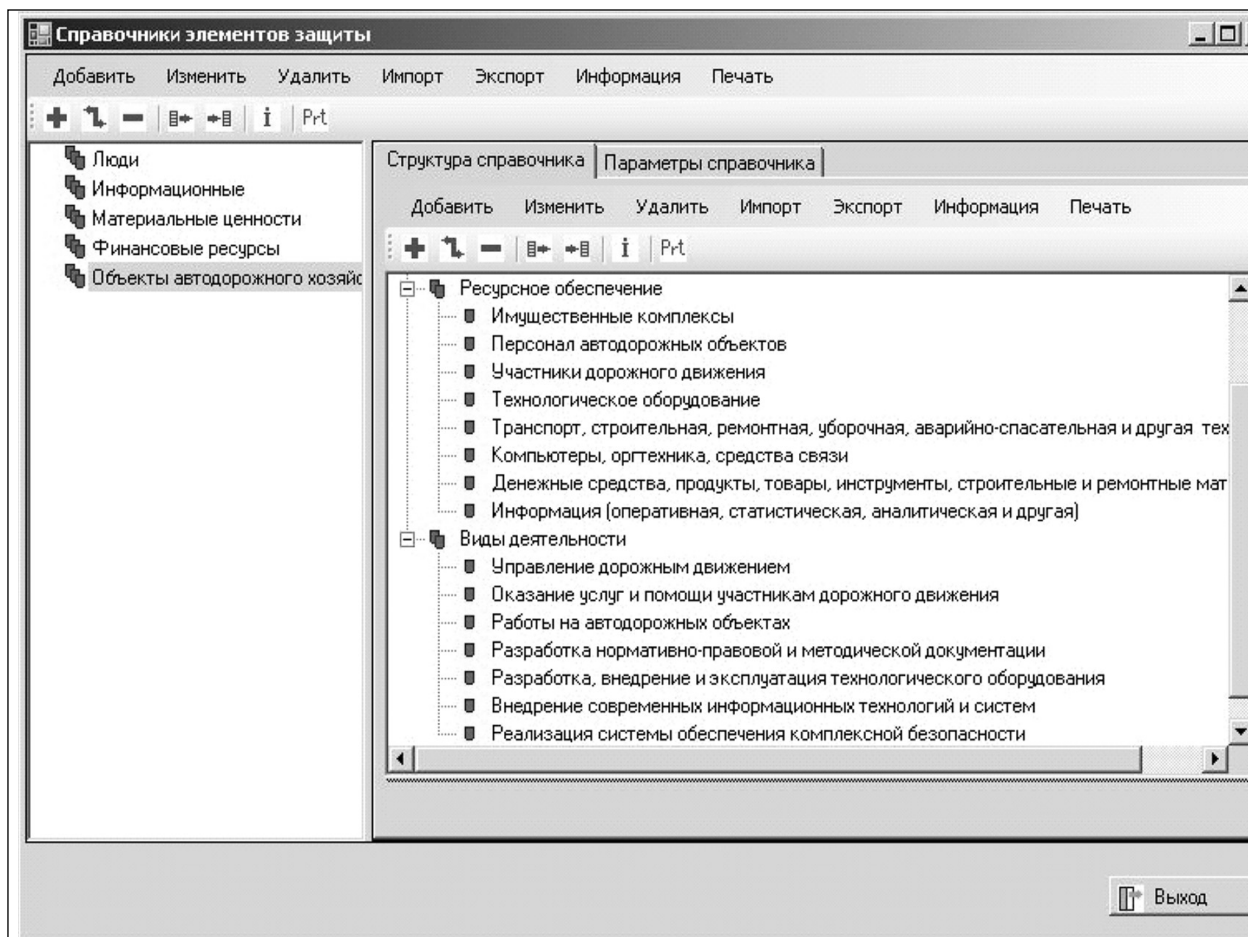 Справочники элементов защиты
Добавить Изменить Удалить Импорт Экспорт Информация Печать
Prt
Люди
Информационные
Материальные ценности
Финансовые ресурсы
Объекты автодорожного хозяйс
Структура справочника Параметры справочника
Добавить Изменить Удалить Импорт Экспорт Информация Печать
Prt
Ресурсное обеспечение
Имущественные комплексы
Персонал автодорожных объектов
Участники дорожного движения
Технологическое оборудование
Транспорт, строительная, ремонтная, уборочная, аварийно-спасательная и другая тех
Компьютеры, оргтехника, средства связи
Денежные средства, продукты, товары, инструменты, строительные и ремонтные мат
Информация (оперативная, статистическая, аналитическая и другая)
Виды деятельности
Управление дорожным движением
Оказание услуг и помощи участникам дорожного движения
Работы на автодорожных объектах
Разработка нормативно-правовой и методической документации
Разработка, внедрение и эксплуатация технологического оборудования
Внедрение современных информационных технологий и систем
Реализация системы обеспечения комплексной безопасности
Выход